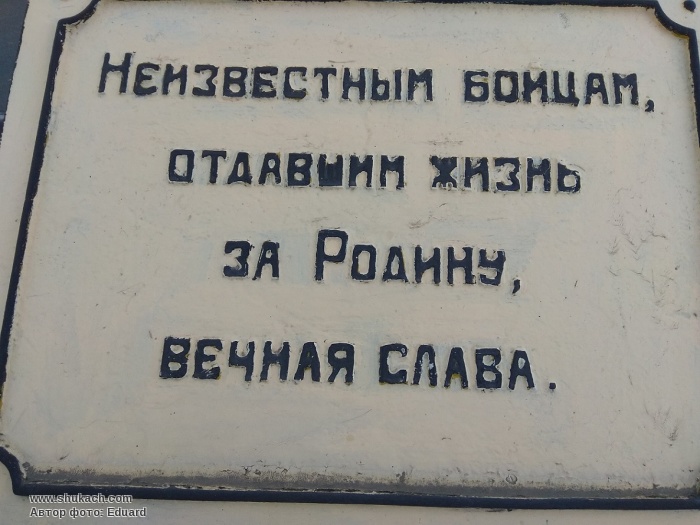 Неизвестным бойцам,
отдавшим жизнь
за Родину,
вечная слава.
www.shukach.com
Автор фото: Eduard